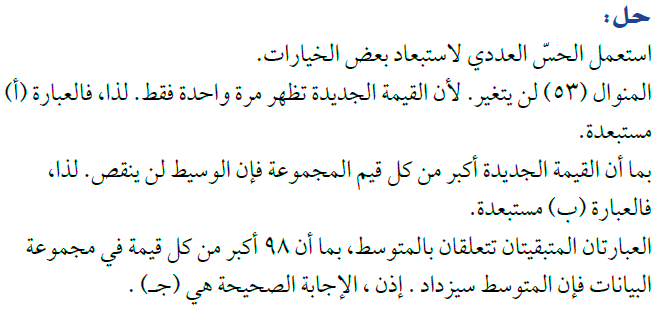 حل:
استعمل الحسّ العددي لاستبعاد بعض الخيارات.
المنوال (٥٣) لن يتغير. لأن القيمة الجديدة تظهر مرة واحدة فقط. لذا، فالعبارة (أ)
مستبعدة.
بما أن القيمة الجديدة أكبر من كل قيم المجموعة فإن الوسيط لن ينقص. لذا،
فالعبارة (ب) مستبعدة.
العبارتان المتبقيتان تتعلقان بالمتوسط، بما أن ٩٨ أكبر من كل قيمة في مجموعة
البيانات فإن المتوسط سيزداد . إذن ، الإجابة الصحيحة هي (جـ) .